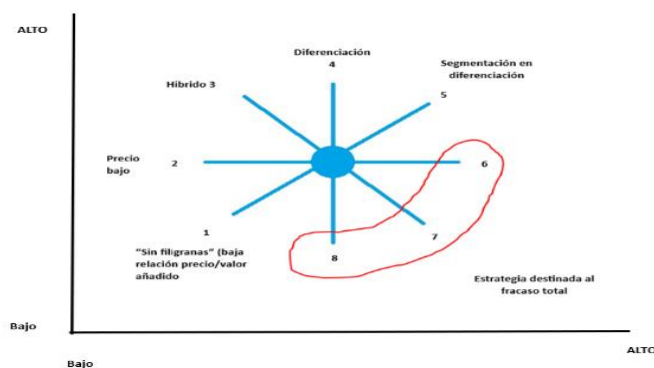 ALTO
Diferenciación
4
Segmentación en
diferenciación
5
Hibrido 3
Precio
bajo
2
6
1
7
"Sin filigranas" (baja
relación precio/valor
añadido
8
Estrategia destinada al
fracaso total
Bajo
ALTO
Bajo